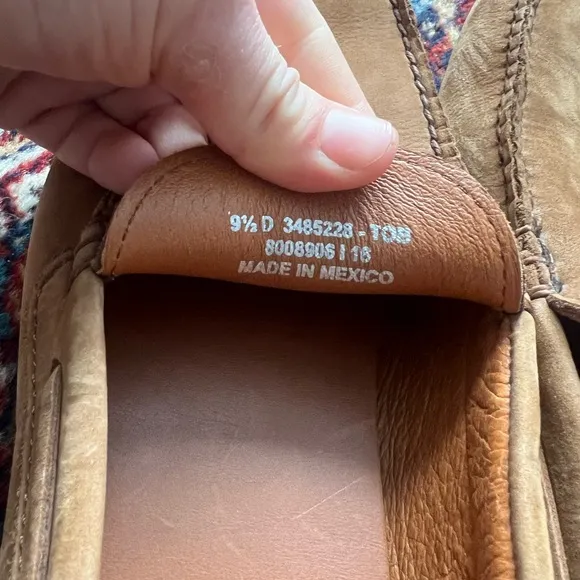 9½ D 3485228 - TOB
8008906 I 16
MADE IN MEXICO